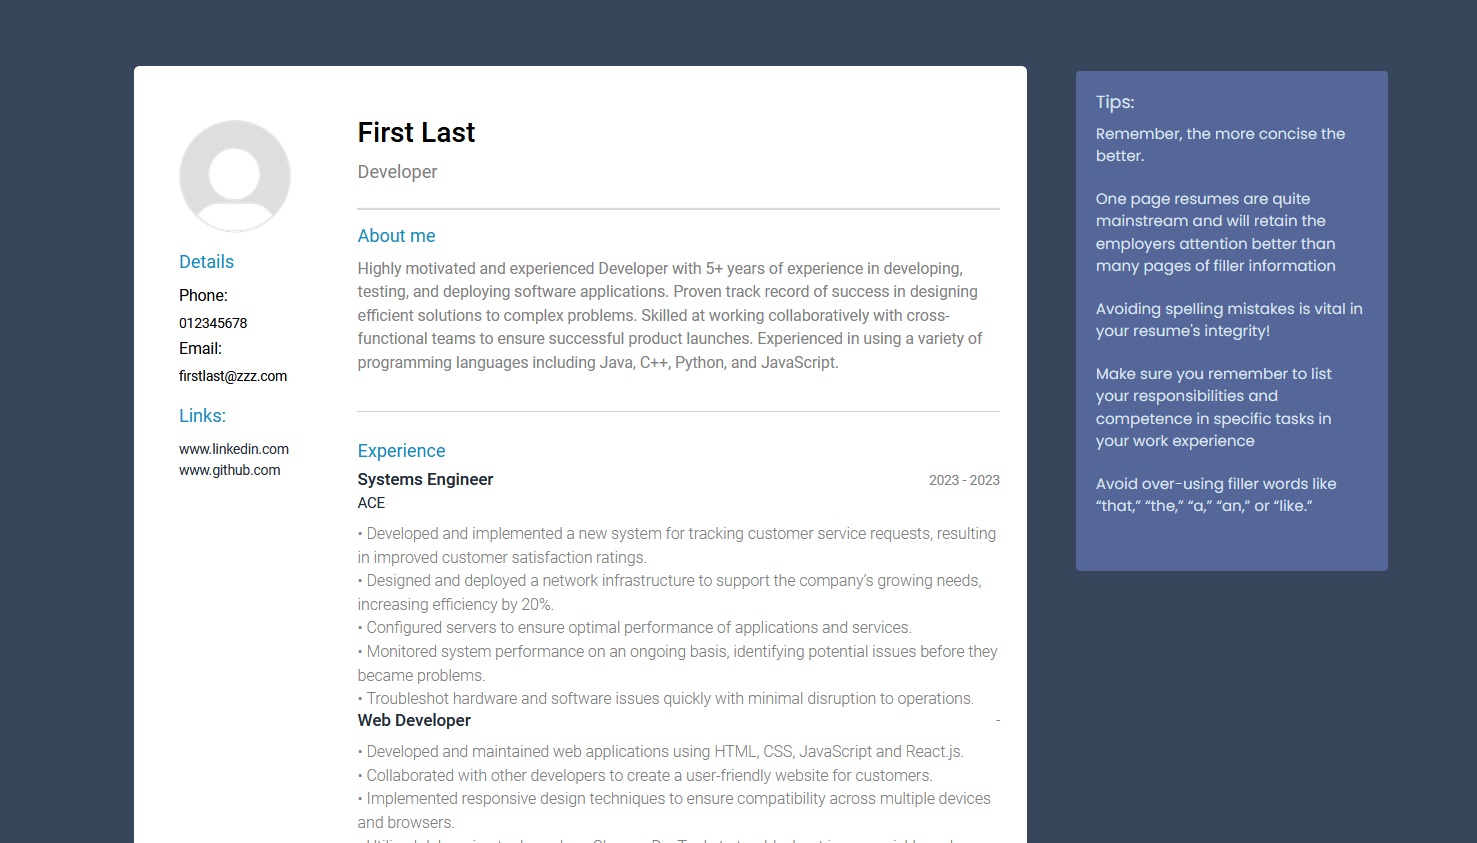 First Last
Developer
Details
Phone:
012345678
Email:
firstlast@zzz.com
Links:
www.linkedin.com
www.github.com
About me
Highly motivated and experienced Developer with 5+ years of experience in developing,
testing, and deploying software applications. Proven track record of success in designing
efficient solutions to complex problems. Skilled at working collaboratively with cross-
functional teams to ensure successful product launches. Experienced in using a variety of
programming languages including Java, C++, Python, and JavaScript.
Experience
Systems Engineer 2023 - 2023
ACE
• Developed and implemented a new system for tracking customer service requests, resulting
in improved customer satisfaction ratings.
• Designed and deployed a network infrastructure to support the company’s growing needs,
increasing efficiency by 20%.
• Configured servers to ensure optimal performance of applications and services.
• Monitored system performance on an ongoing basis, identifying potential issues before they
became problems.
• Troubleshot hardware and software issues quickly with minimal disruption to operations.
Web Developer -
• Developed and maintained web applications using HTML, CSS, JavaScript and React.js.
• Collaborated with other developers to create a user-friendly website for customers.
• Implemented responsive design techniques to ensure compatibility across multiple devices
and browsers.
Tips:
Remember, the more concise the
better.
One page resumes are quite
mainstream and will retain the
employers attention better than
many pages of filler information
Avoiding spelling mistakes is vital in
your resume's integrity!
Make sure you remember to list
your responsibilities and
competence in specific tasks in
your work experience
Avoid over-using filler words like
“that,” “the,” “a,” “an,” or “like.”